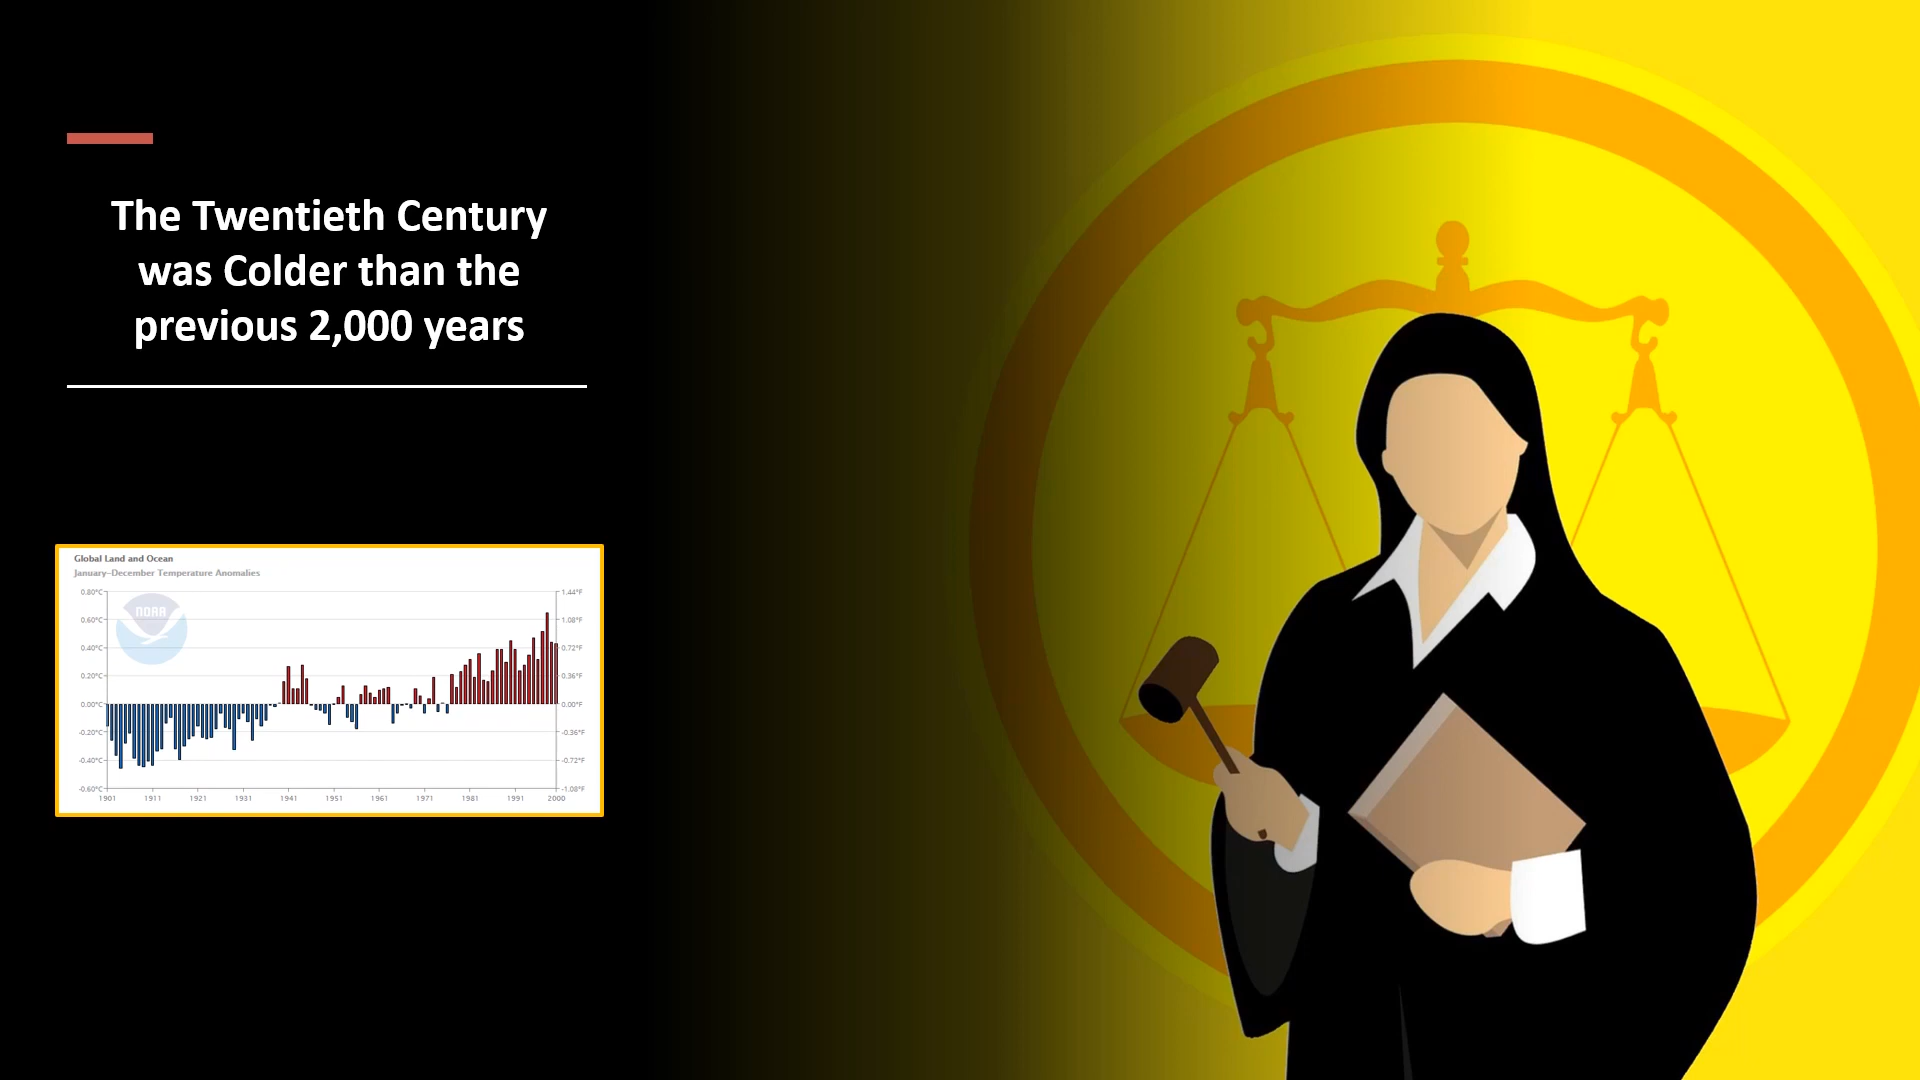 The Twentieth Century
was Colder than the
previous 2,000 years
Global Land and Ocean
January–December Temperature Anomalies
0.80°C 1.44°F
NOAA
0.60°C 1.08°F
0.40°C 0.72°F
0.20°C 0.36°F
0.00°C 0.00°F
-0.20°C -0.36°F
-0.40°C -0.72°F
-0.60°C -1.08°F
1901 1911 1921 1931 1941 1951 1961 1971 1981 1991 2000